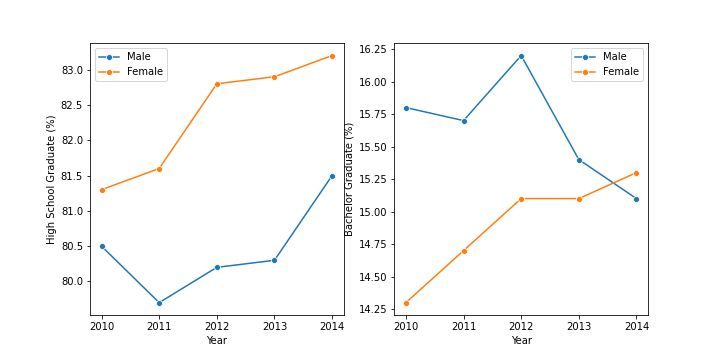 Male
Female
83.0
82.5
82.0
81.5
81.0
80.5
80.0
High School Graduate (%)
2010 2011 2012 2013 2014
Year
Male
Female
16.25
16.00
15.75
15.50
15.25
15.00
14.75
14.50
14.25
Bachelor Graduate (%)
2010 2011 2012 2013 2014
Year